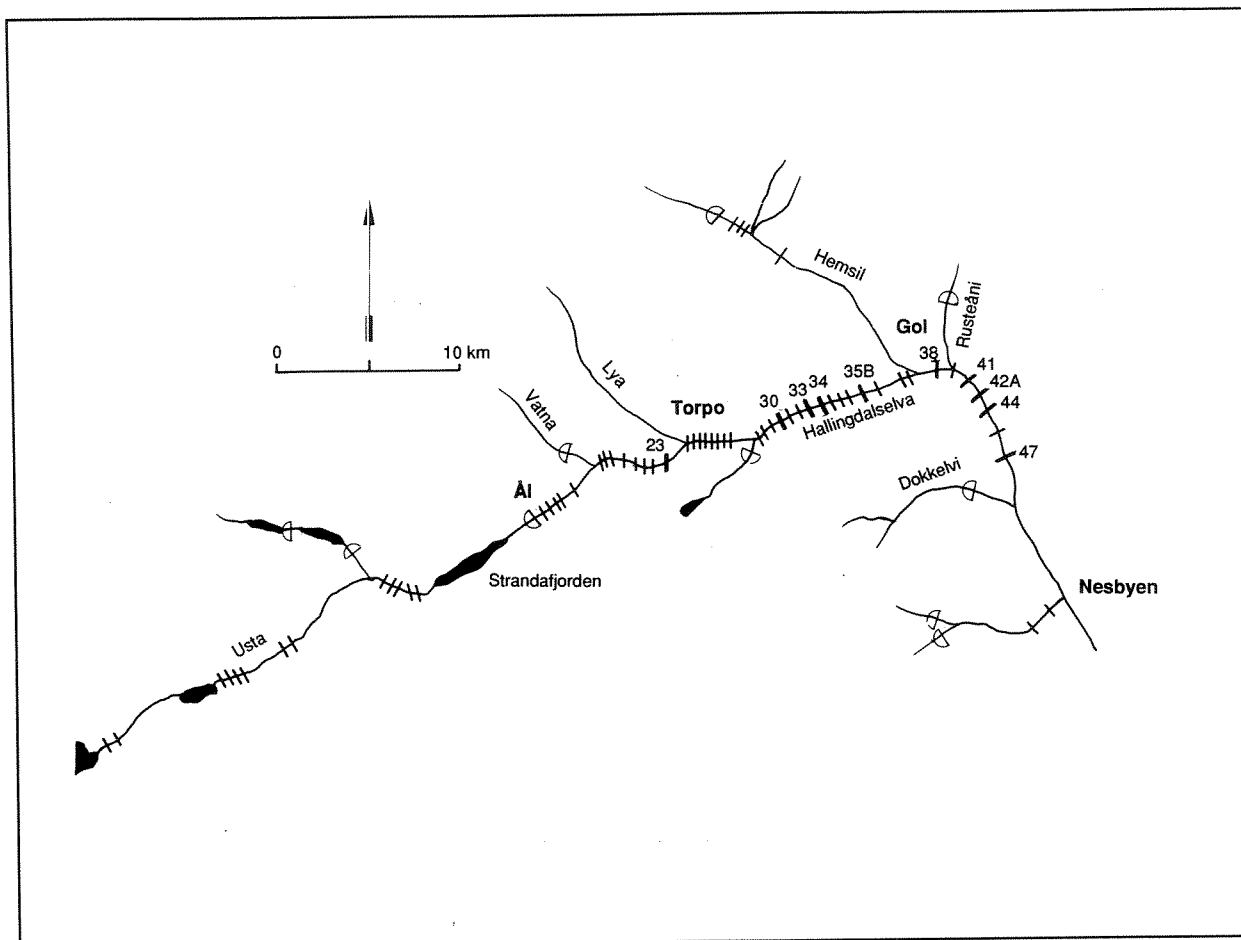 Hemsil
Rusteåni
Gol
0 10 km
38
41
42A
44
47
35B
34
33
30
Lya
Torpo
Hallingdalselva
Vatna
23
Dokkelvi
Ål
Strandafjorden
Nesbyen
Usta